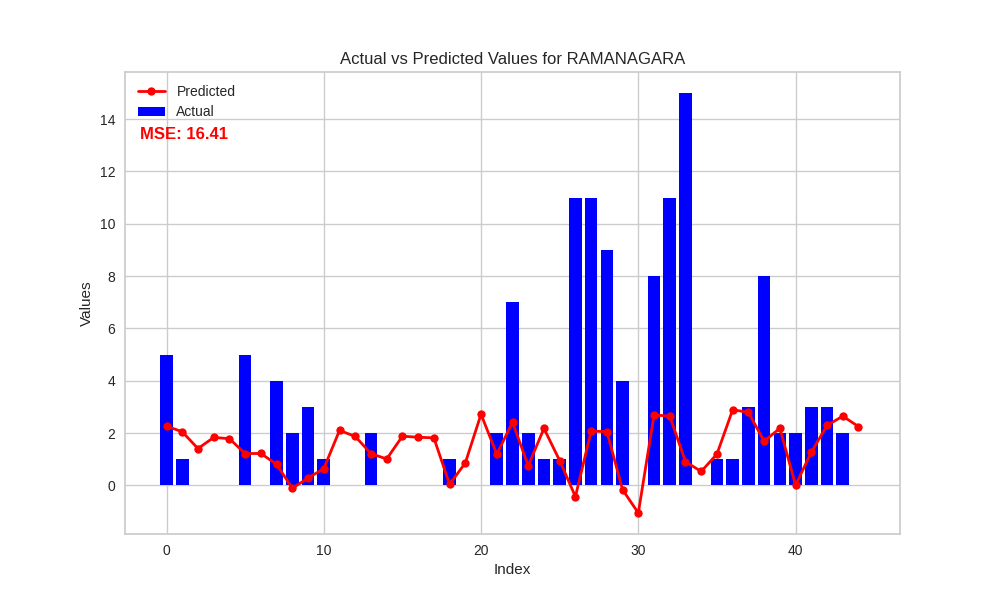 Actual vs Predicted Values for RAMANAGARA
Predicted
Actual
MSE: 16.41
14
12
10
8
6
4
2
0
Values
0 10 20 30 40
Index